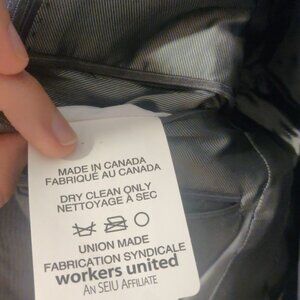 MADE IN CANADA
FABRIQUE AU CANADA
DRY CLEAN ONLY
NETTOYAGE À SEC
UNION MADE
FABRICATION SYNDICALE
workers united
AN SEIU AFFILIATE